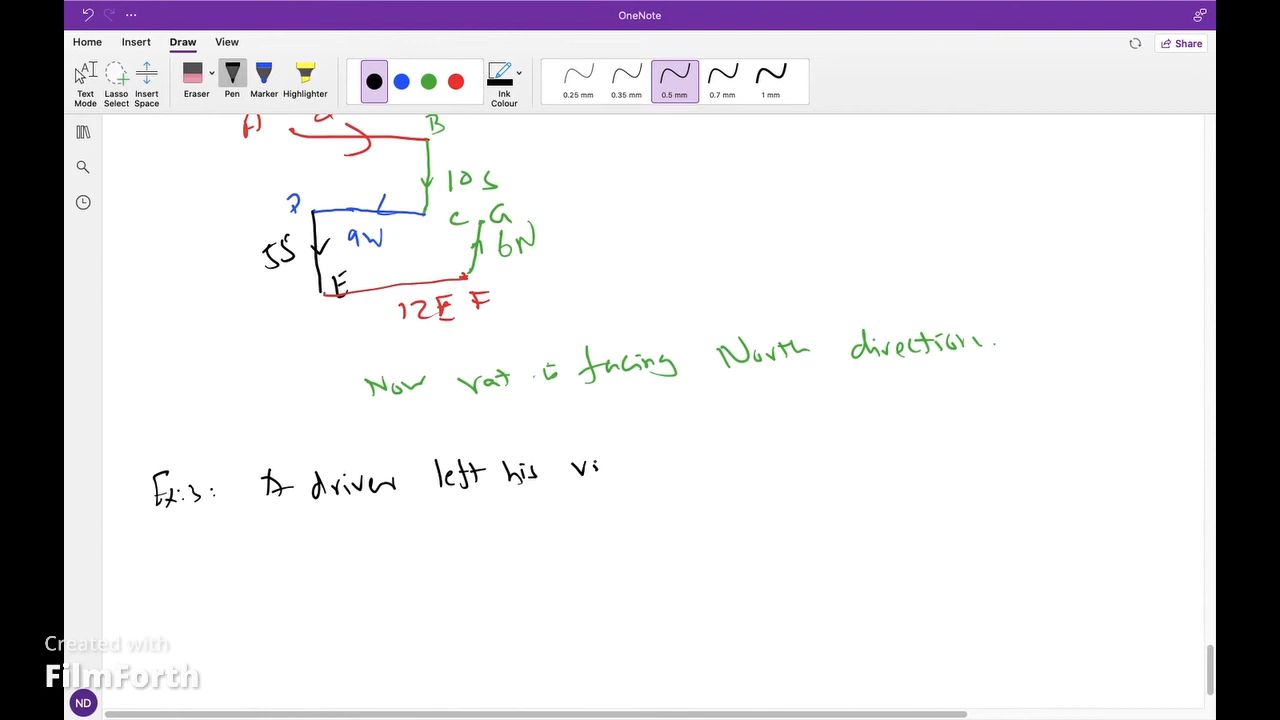 OneNote
Home Insert Draw View
Share
Text Mode Lasso Select Insert Space Eraser Pen Marker Highlighter Ink Colour 0.25 mm 0.35 mm 0.5 mm 0.7 mm 1 mm
A B
10 S
C G
9W 6N
5S
E
12E F
Now rat is facing North direction.
Ex:3: A driver left his vi
Created with
FilmForth
ND